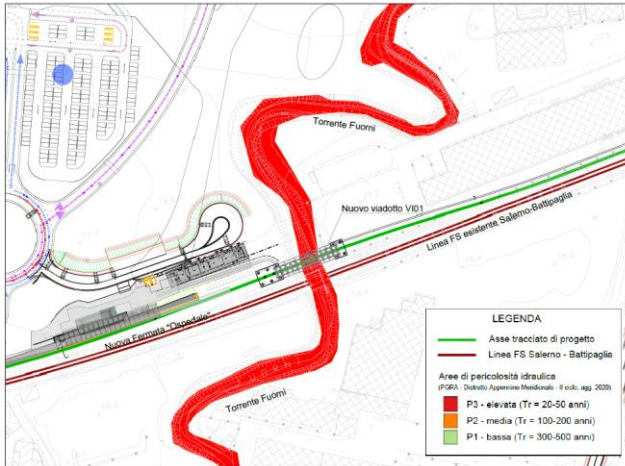 Torrente Fuorni
Nuovo viadotto VI01
Linea FS esistente Salerno-Battipaglia
Nuova Fermata "Ospedale"
Torrente Fuorni
LEGENDA
Asse tracciato di progetto
Linea FS Salerno - Battipaglia
Aree di pericolosità idraulica
(PGRA - Distretto Appennine Meridionale - II ciclo, agg. 2020)
P3 - elevata (Tr = 20-50 anni)
P2 - media (Tr = 100-200 anni)
P1 - bassa (Tr = 300-500 anni)